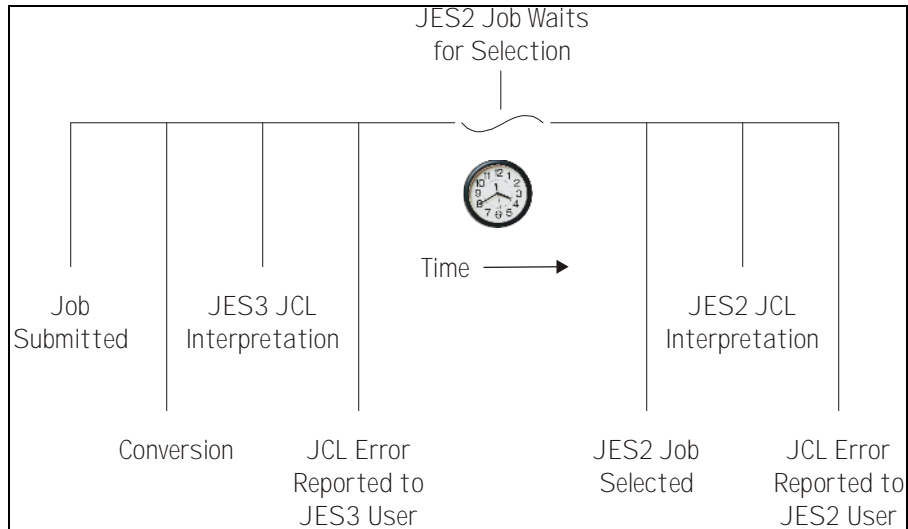 JES2 Job Waits
for Selection
Time
Job
Submitted
JES3 JCL
Interpretation
JES2 JCL
Interpretation
Conversion
JCL Error
Reported to
JES3 User
JES2 Job
Selected
JCL Error
Reported to
JES2 User